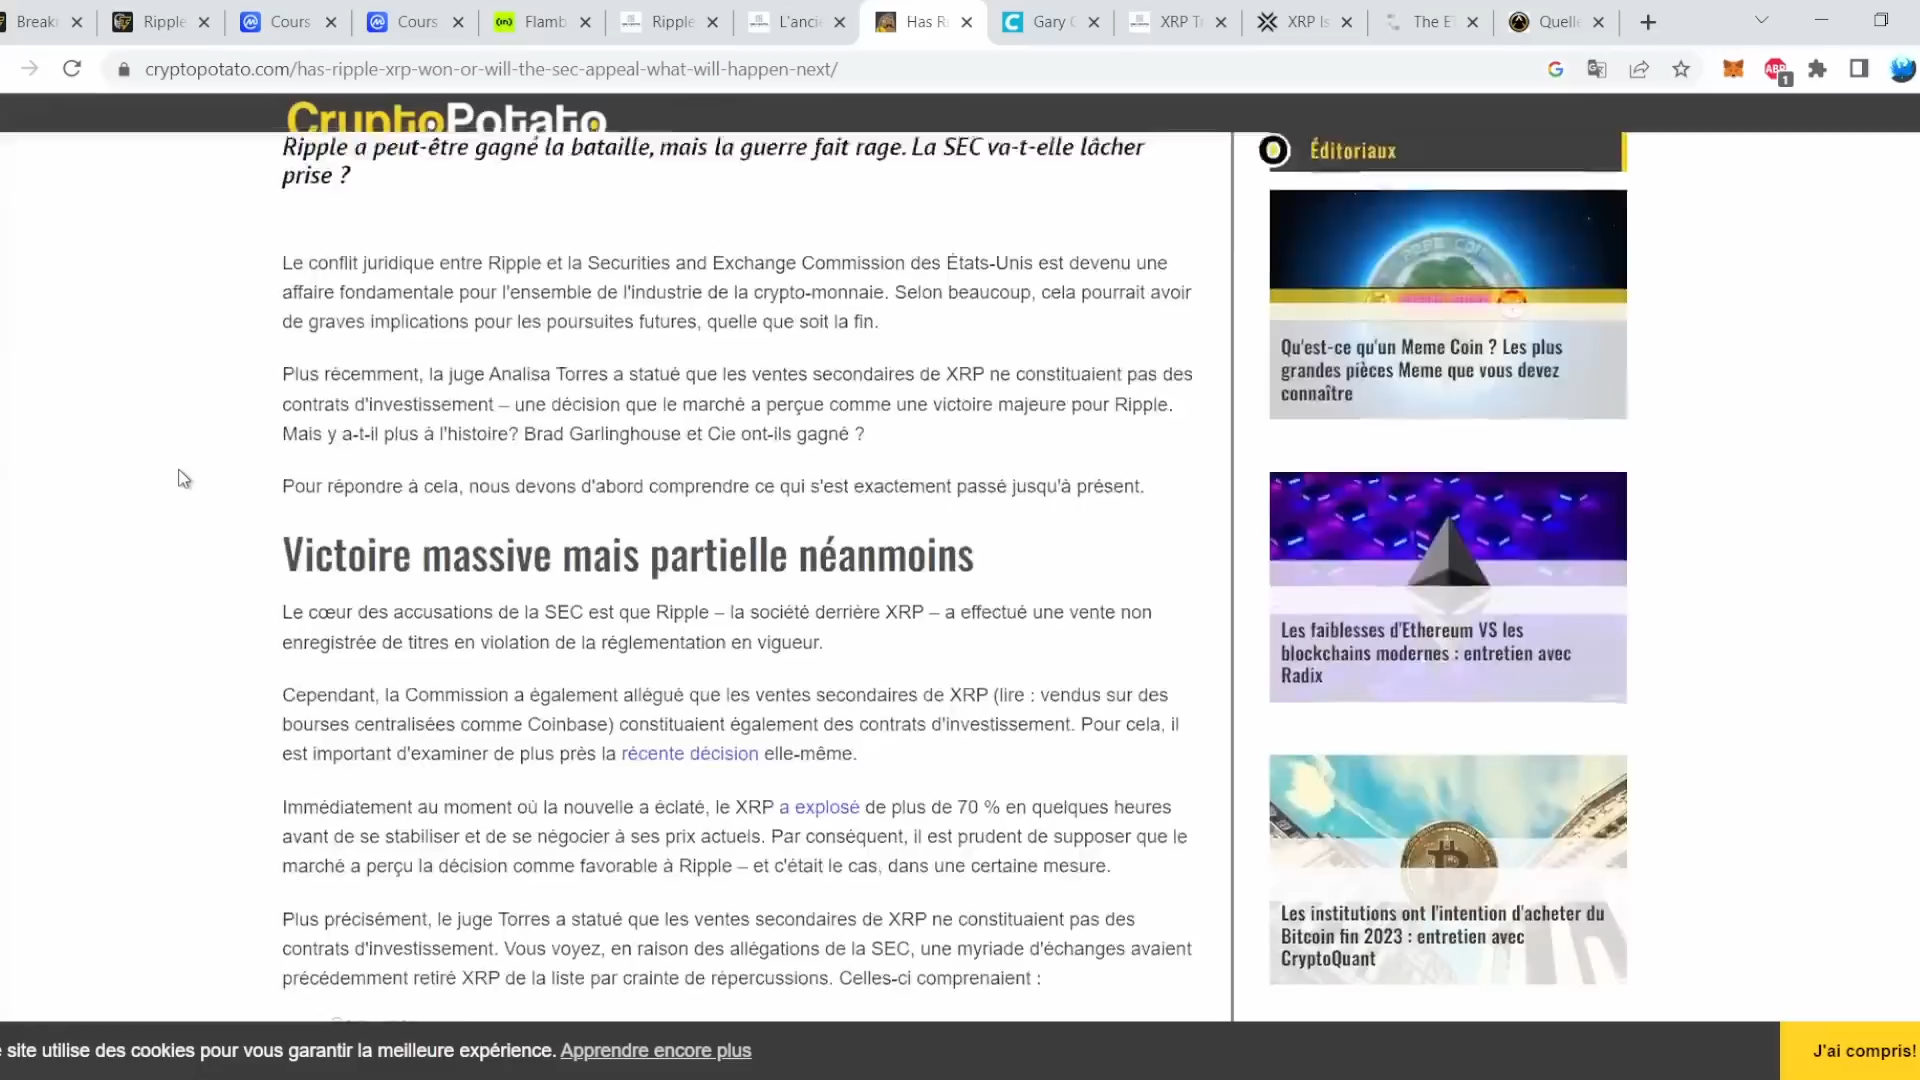 Break
Ripple
Cours
Cours
Flamb
Ripple
L'anci
Has Ri
Gary G
XRP Tr
XRP Is
The E
Quelle
cryptopotato.com/has-ripple-xrp-won-or-will-the-sec-appeal-what-will-happen-next/
ABP
1
CryptoPotato
Ripple a peut-être gagné la bataille, mais la guerre fait rage. La SEC va-t-elle lâcher
prise ?
Le conflit juridique entre Ripple et la Securities and Exchange Commission des États-Unis est devenu une
affaire fondamentale pour l'ensemble de l'industrie de la crypto-monnaie. Selon beaucoup, cela pourrait avoir
de graves implications pour les poursuites futures, quelle que soit la fin.
Plus récemment, la juge Analisa Torres a statué que les ventes secondaires de XRP ne constituaient pas des
contrats d'investissement – une décision que le marché a perçue comme une victoire majeure pour Ripple.
Mais y a-t-il plus à l'histoire? Brad Garlinghouse et Cie ont-ils gagné ?
Pour répondre à cela, nous devons d'abord comprendre ce qui s'est exactement passé jusqu'à présent.
Victoire massive mais partielle néanmoins
Le cœur des accusations de la SEC est que Ripple – la société derrière XRP – a effectué une vente non
enregistrée de titres en violation de la réglementation en vigueur.
Cependant, la Commission a également allégué que les ventes secondaires de XRP (lire : vendus sur des
bourses centralisées comme Coinbase) constituaient également des contrats d'investissement. Pour cela, il
est important d'examiner de plus près la récente décision elle-même.
Immédiatement au moment où la nouvelle a éclaté, le XRP a explosé de plus de 70 % en quelques heures
avant de se stabiliser et de se négocier à ses prix actuels. Par conséquent, il est prudent de supposer que le
marché a perçu la décision comme favorable à Ripple – et c'était le cas, dans une certaine mesure.
Plus précisément, le juge Torres a statué que les ventes secondaires de XRP ne constituaient pas des
contrats d'investissement. Vous voyez, en raison des allégations de la SEC, une myriade d'échanges avaient
précédemment retiré XRP de la liste par crainte de répercussions. Celles-ci comprenaient :
Éditoriaux
Qu'est-ce qu'un Meme Coin ? Les plus
grandes pièces Meme que vous devez
connaître
Les faiblesses d'Ethereum VS les
blockchains modernes : entretien avec
Radix
Les institutions ont l'intention d'acheter du
Bitcoin fin 2023 : entretien avec
CryptoQuant
site utilise des cookies pour vous garantir la meilleure expérience. Apprendre encore plus
J'ai compris!